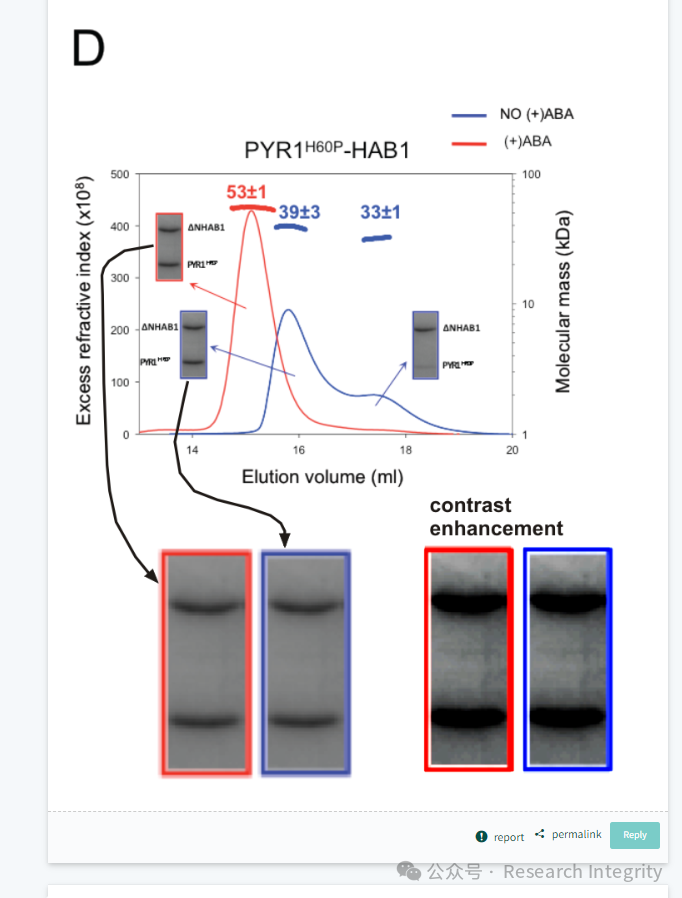 D
NO (+)ABA
(+)ABA
PYR1H60P-HAB1
Excess refractive index (x10⁸)
500
400
300
200
100
0
53±1
39±3
33±1
ΔNHAB1
PYR1H60P
ΔNHAB1
PYR1H60P
ΔNHAB1
PYR1H60P
100
10
1
Molecular mass (kDa)
14
16
18
20
Elution volume (ml)
contrast
enhancement
report
permalink
Reply
公众号 · Research Integrity